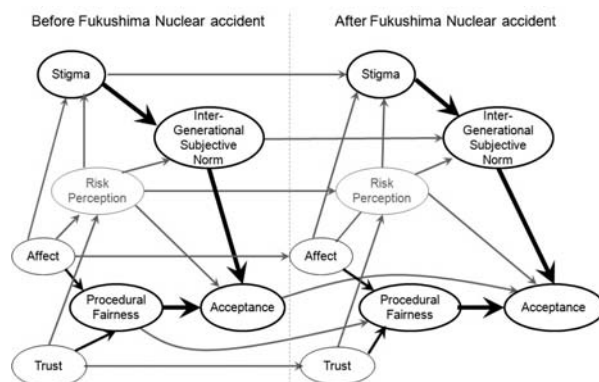 Before Fukushima Nuclear accident
After Fukushima Nuclear accident
Stigma
Inter-
Generational
Subjective
Norm
Risk
Perception
Affect
Procedural
Fairness
Acceptance
Trust
Stigma
Inter-
Generational
Subjective
Norm
Risk
Perception
Affect
Procedural
Fairness
Acceptance
Trust